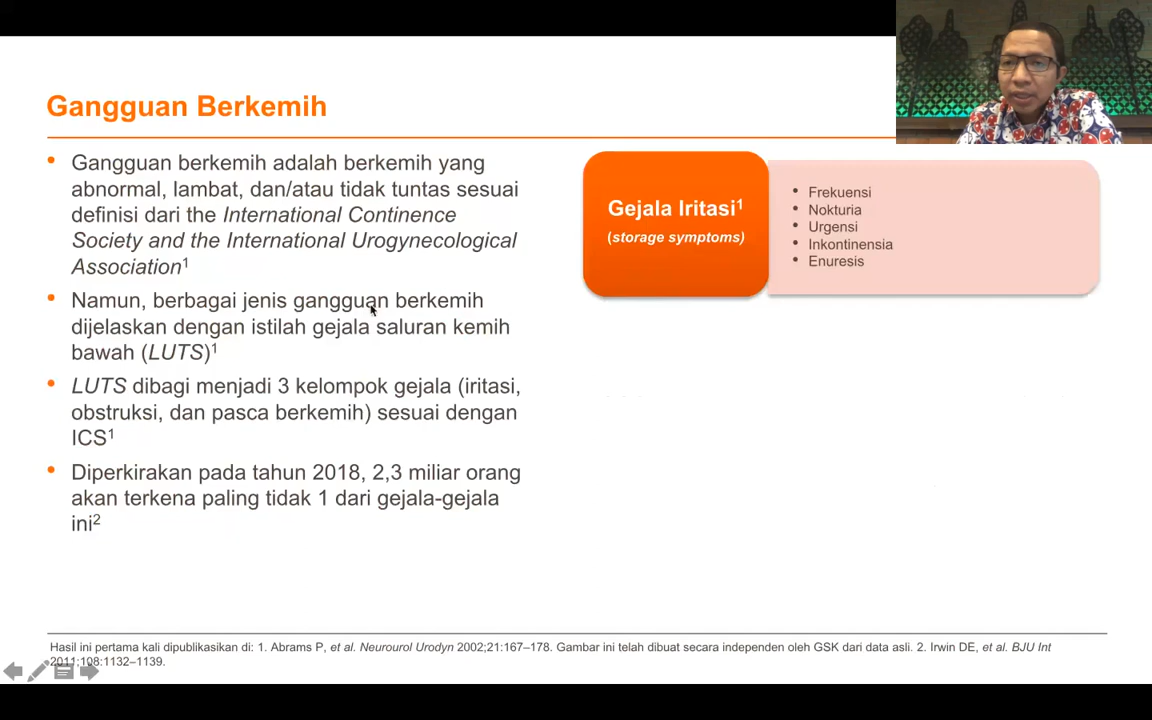 Gangguan Berkemih
• Gangguan berkemih adalah berkemih yang
abnormal, lambat, dan/atau tidak tuntas sesuai
definisi dari the International Continence
Society and the International Urogynecological
Association¹
• Namun, berbagai jenis gangguan berkemih
dijelaskan dengan istilah gejala saluran kemih
bawah (LUTS)¹
• LUTS dibagi menjadi 3 kelompok gejala (iritasi,
obstruksi, dan pasca berkemih) sesuai dengan
ICS¹
• Diperkirakan pada tahun 2018, 2,3 miliar orang
akan terkena paling tidak 1 dari gejala-gejala
ini²
Gejala Iritasi¹
(storage symptoms)
• Frekuensi
• Nokturia
• Urgensi
• Inkontinensia
• Enuresis
Hasil ini pertama kali dipublikasikan di: 1. Abrams P, et al. Neurourol Urodyn 2002;21:167–178. Gambar ini telah dibuat secara independen oleh GSK dari data asli. 2. Irwin DE, et al. BJU Int
2011;108:1132–1139.